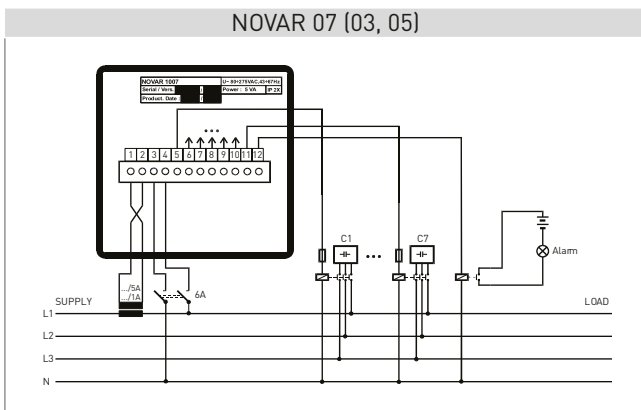 NOVAR 07 (03, 05)
NOVAR 1007
U~ 80÷275VAC,43÷67Hz
Serial / Vers. / Power : 5 VA IP 2X
Product. Date : /
1 2 3 4 5 6 7 8 9 10 11 12
C1 C7
Alarm
.../5A
.../1A
6A
SUPPLY LOAD
L1
L2
L3
N